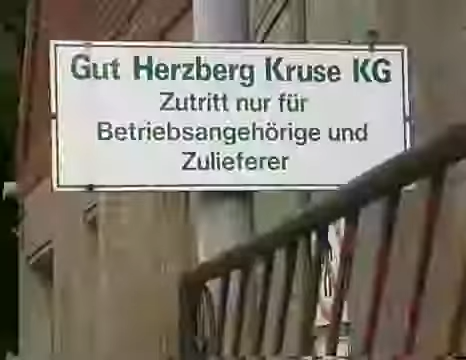 Gut Herzberg Kruse KG
Zutritt nur für
Betriebsangehörige und
Zulieferer